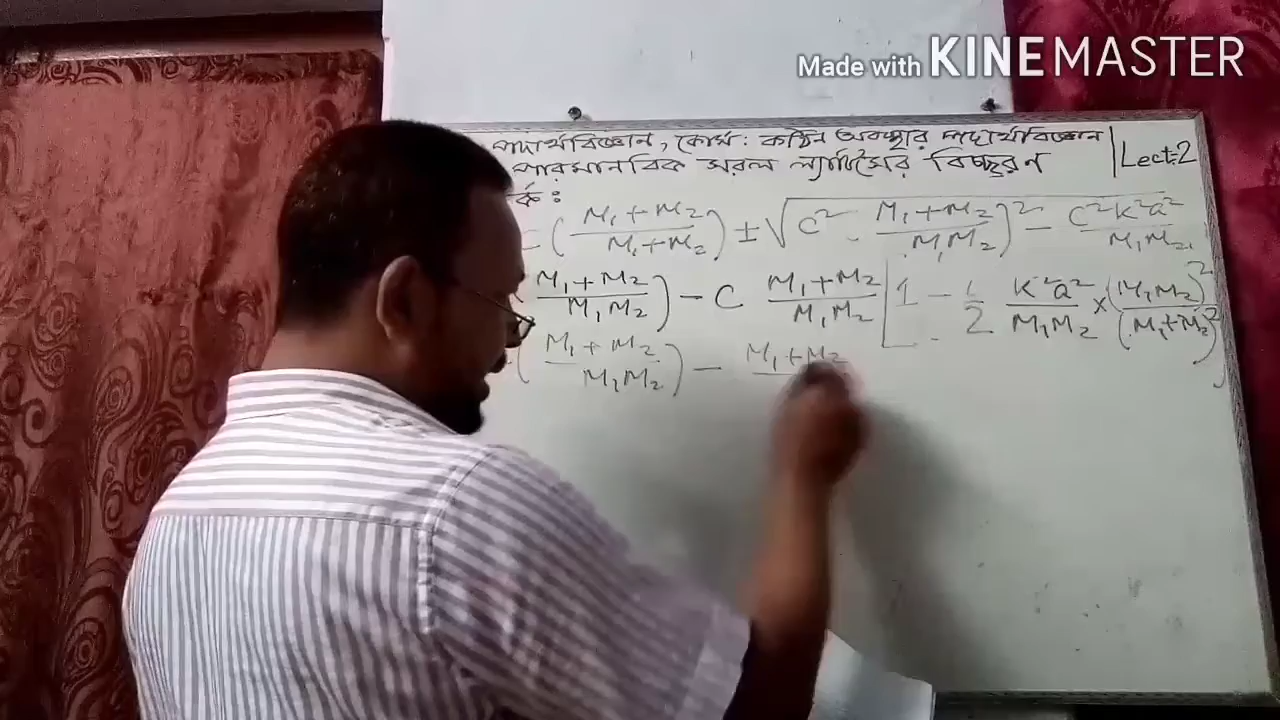 Made with KINEMASTER
পদার্থবিজ্ঞান, কোর্স: কঠিন অবস্থার পদার্থবিজ্ঞান | Lect:2
পারমানবিক সরল ল্যাটিসের বিচ্ছুরণ
র্ক :
= (M₁+M₂ / M₁+M₂) ± √C² (M₁+M₂ / M₁M₂)² − C²K²a² / M₁M₂
(M₁+M₂ / M₁M₂) − C M₁+M₂ / M₁M₂ [1 − 1/2 K²a² / M₁M₂ × (M₁M₂)² / (M₁+M₂)²
(M₁+M₂ / M₁M₂) − M₁+M₂